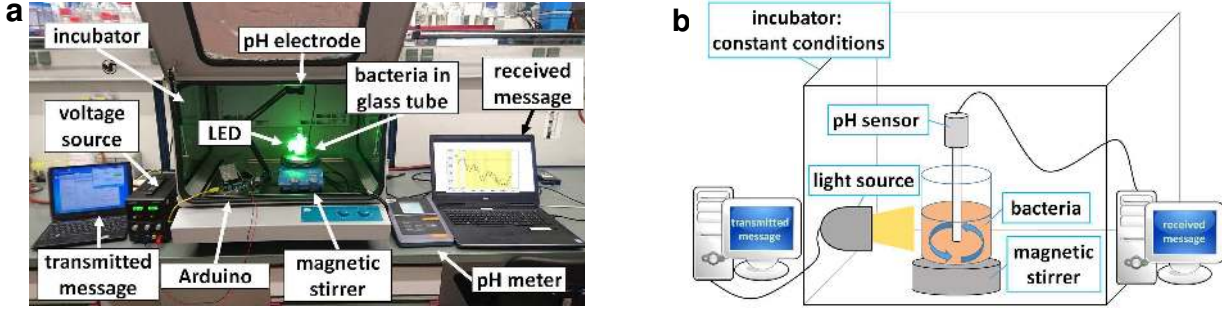 a
incubator
pH electrode
bacteria in
glass tube
received
message
voltage
source
LED
transmitted
message
Arduino
magnetic
stirrer
pH meter
b
incubator:
constant conditions
pH sensor
light source
transmitted
message
bacteria
received
message
magnetic
stirrer